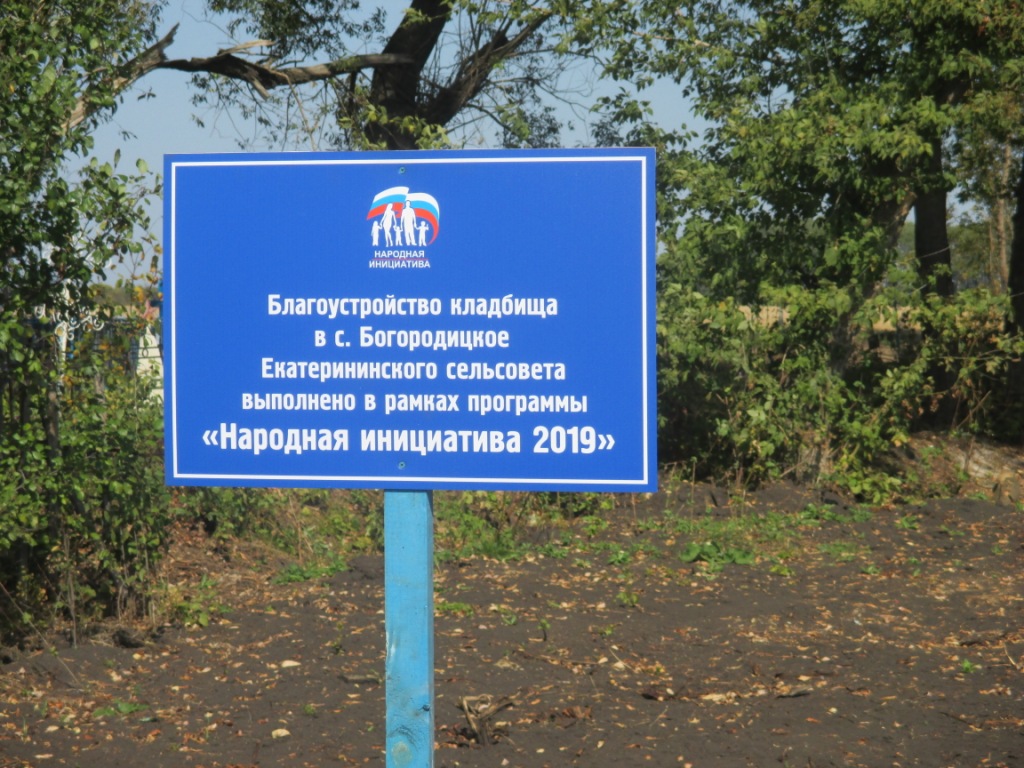 НАРОДНАЯ
ИНИЦИАТИВА
Благоустройство кладбища
в с. Богородицкое
Екатерининского сельсовета
выполнено в рамках программы
«Народная инициатива 2019»